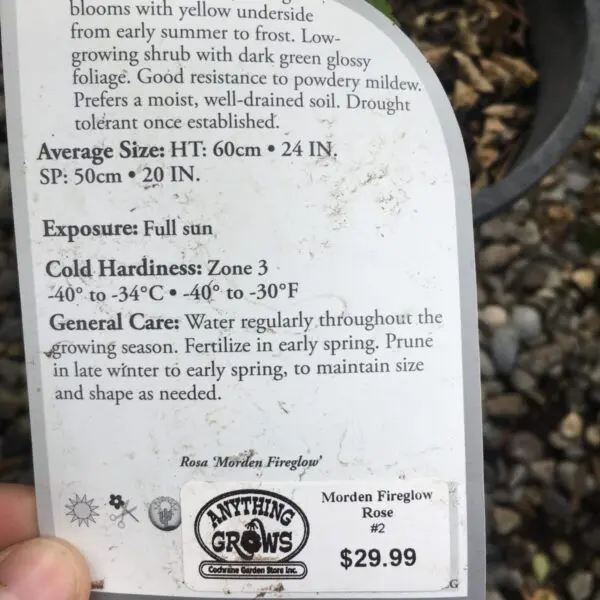 blooms with yellow underside
from early summer to frost. Low-
growing shrub with dark green glossy
foliage. Good resistance to powdery mildew.
Prefers a moist, well-drained soil. Drought
tolerant once established.
Average Size: HT: 60cm • 24 IN.
SP: 50cm • 20 IN.
Exposure: Full sun
Cold Hardiness: Zone 3
-40° to -34°C • -40° to -30°F
General Care: Water regularly throughout the
growing season. Fertilize in early spring. Prune
in late winter to early spring, to maintain size
and shape as needed.
Rosa 'Morden Fireglow'
ANYTHING
GROWS
Cochrane Garden Store Inc.
Morden Fireglow
Rose
#2
$29.99
G